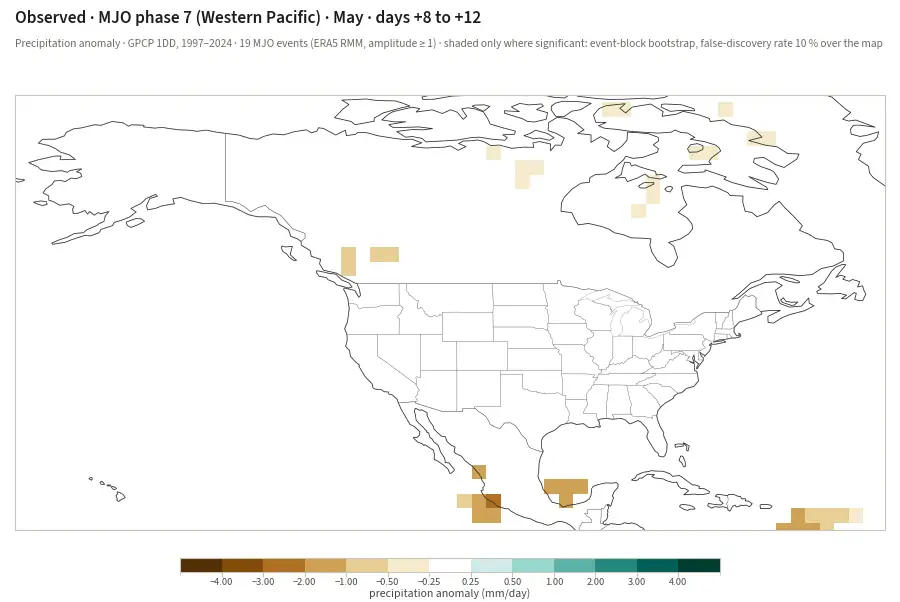 Observed · MJO phase 7 (Western Pacific) · May · days +8 to +12
Precipitation anomaly · GPCP 1DD, 1997–2024 · 19 MJO events (ERA5 RMM, amplitude ≥ 1) · shaded only where significant: event-block bootstrap, false-discovery rate 10 % over the map
−4.00 −3.00 −2.00 −1.00 −0.50 −0.25 0.25 0.50 1.00 2.00 3.00 4.00
precipitation anomaly (mm/day)